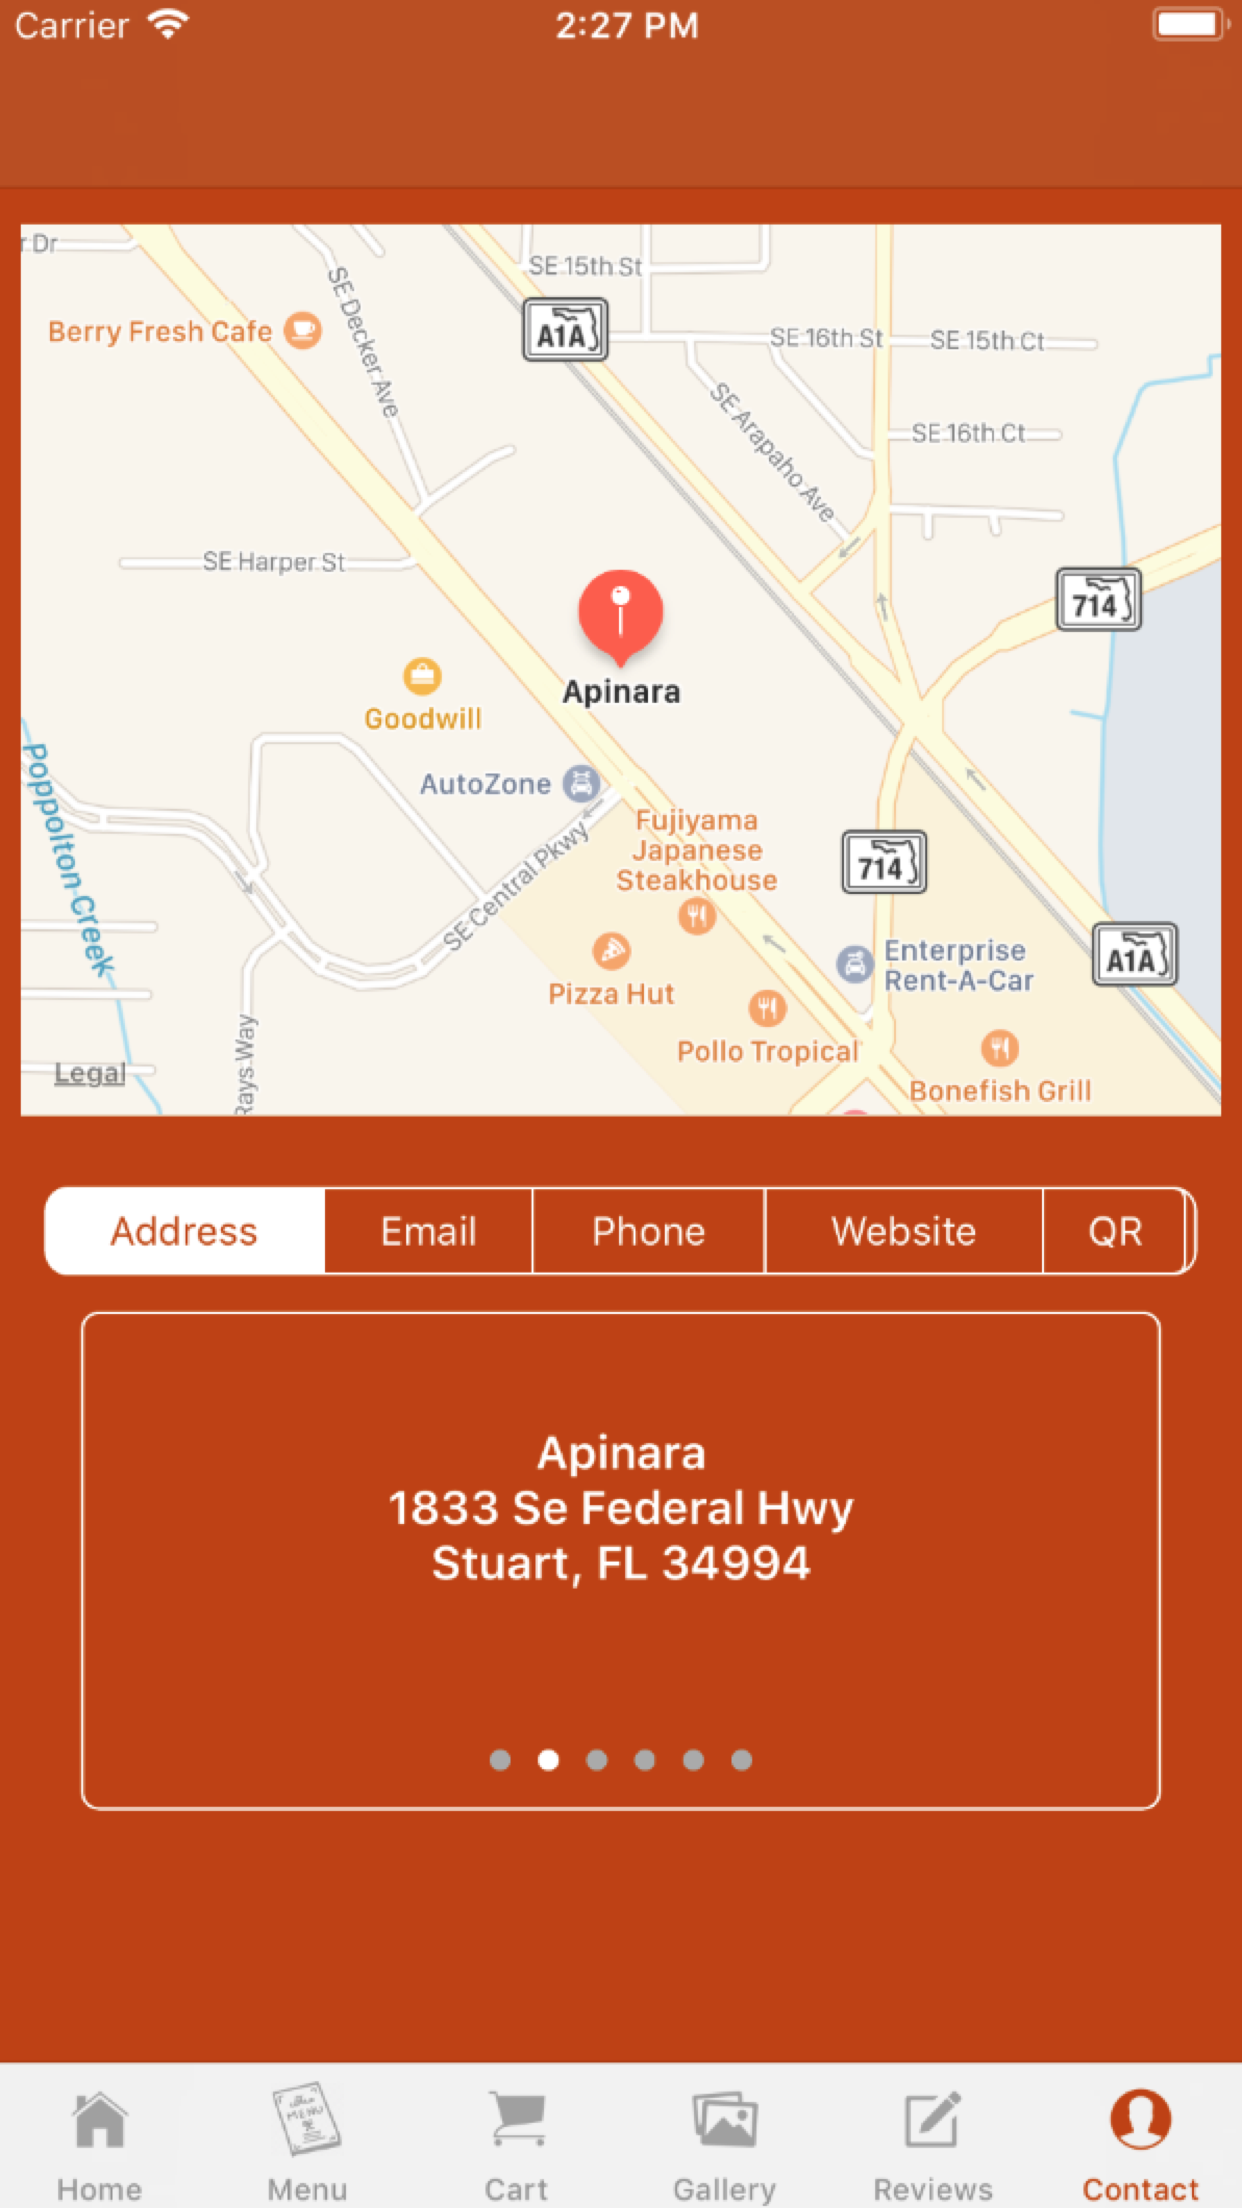 Carrier
2:27 PM
r Dr
SE 15th St
SE Decker Ave
Berry Fresh Cafe
A1A
SE 16th St
SE 15th Ct
SE Arapaho Ave
SE 16th Ct
SE Harper St
714
Apinara
Goodwill
Poppolton Creek
AutoZone
Fujiyama
Japanese
Steakhouse
714
SE Central Pkwy
A1A
Enterprise
Rent-A-Car
Pizza Hut
Pollo Tropical
Rays Way
Legal
Bonefish Grill
Address
Email
Phone
Website
QR
Apinara
1833 Se Federal Hwy
Stuart, FL 34994
MENU
Home
Menu
Cart
Gallery
Reviews
Contact